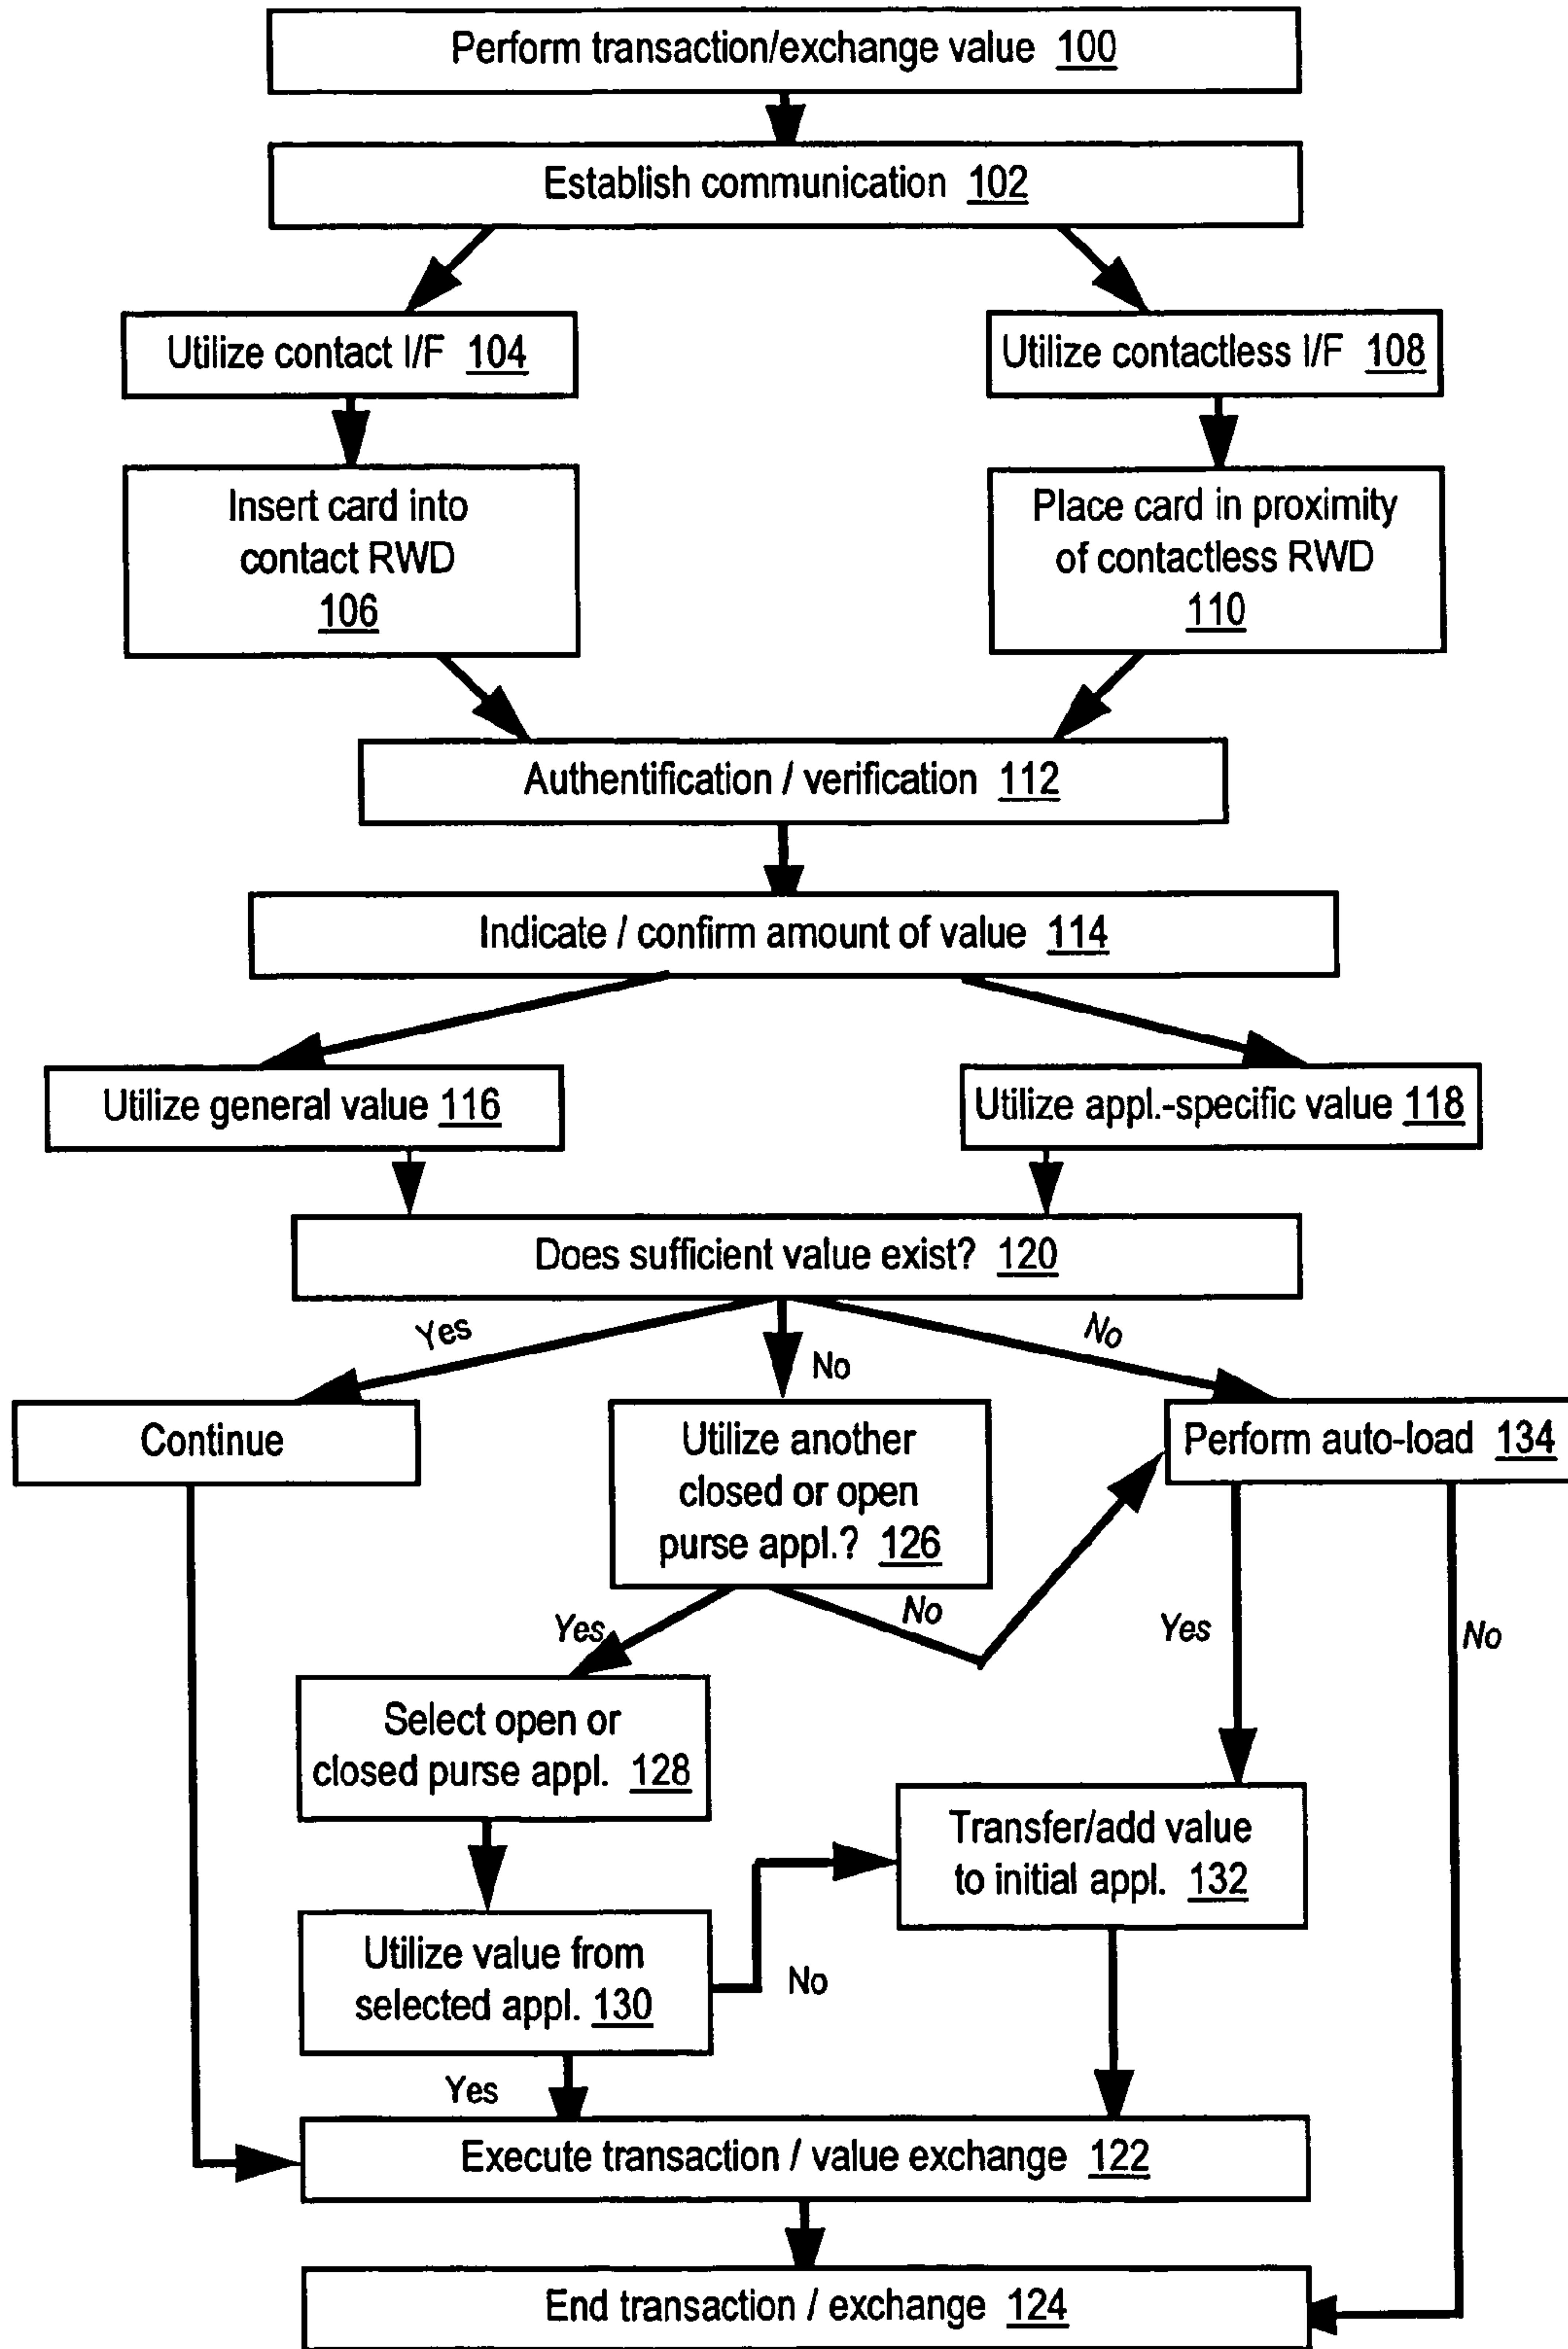 Perform transaction/exchange value 100
Establish communication 102
Utilize contact I/F 104
Utilize contactless I/F 108
Insert card into
contact RWD
106
Place card in proximity
of contactless RWD
110
Authentification / verification 112
Indicate / confirm amount of value 114
Utilize general value 116
Utilize appl.-specific value 118
Does sufficient value exist? 120
Yes
No
No
Continue
Utilize another
closed or open
purse appl.? 126
Perform auto-load 134
Yes
No
Yes
No
Select open or
closed purse appl. 128
Transfer/add value
to initial appl. 132
Utilize value from
selected appl. 130
No
Yes
Execute transaction / value exchange 122
End transaction / exchange 124